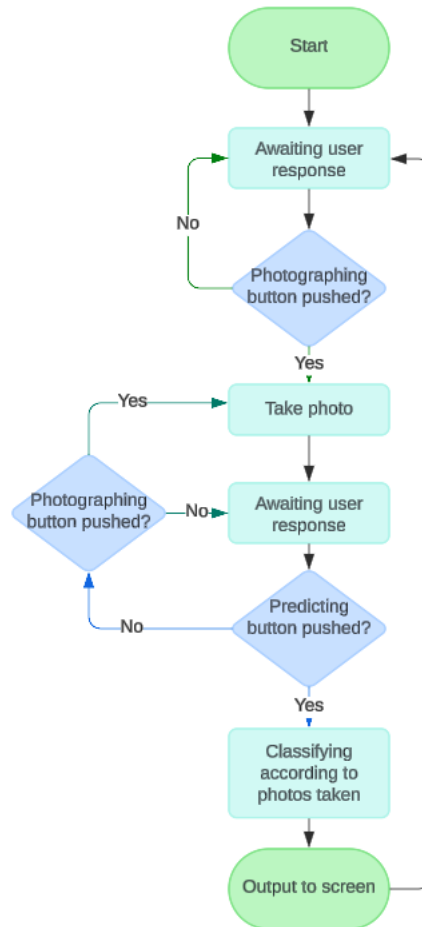 Start
Awaiting user
response
No
Photographing
button pushed?
Yes
Yes
Take photo
Photographing
button pushed?
No
Awaiting user
response
No
Predicting
button pushed?
Yes
Classifying
according to
photos taken
Output to screen